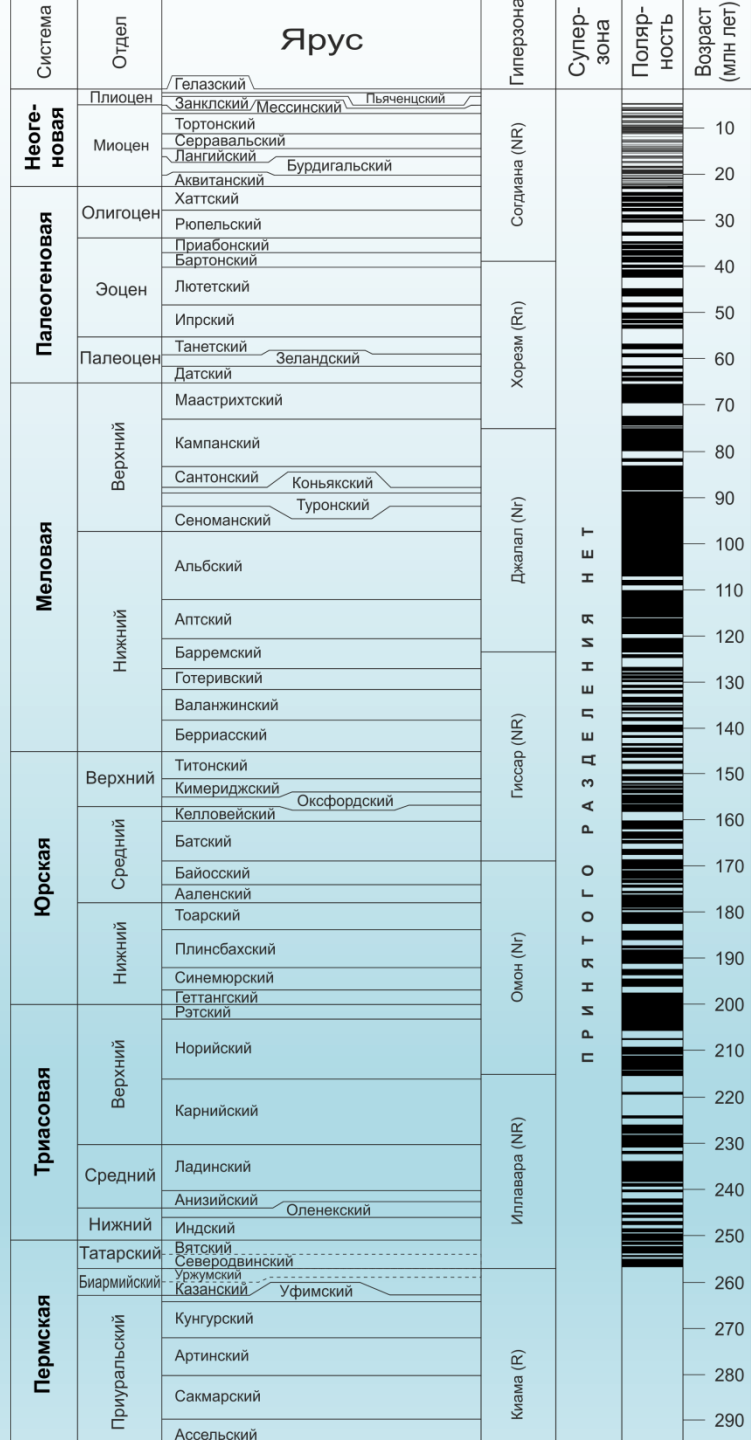 Система
Отдел
Ярус
Гиперзона
Супер-
зона
Поляр-
ность
Возраст
(млн лет)
Неоге-
новая
Палеогеновая
Меловая
Юрская
Триасовая
Пермская
Плиоцен
Миоцен
Олигоцен
Эоцен
Палеоцен
Верхний
Нижний
Верхний
Средний
Нижний
Верхний
Средний
Нижний
Татарский
Биармийский
Приуральский
Гелазский
Пьяченцский
Занклский
Мессинский
Тортонский
Серравальский
Лангийский
Бурдигальский
Аквитанский
Хаттский
Рюпельский
Приабонский
Бартонский
Лютетский
Ипрский
Танетский
Зеландский
Датский
Маастрихтский
Кампанский
Сантонский
Коньякский
Туронский
Сеноманский
Альбский
Аптский
Барремский
Готеривский
Валанжинский
Берриасский
Титонский
Кимериджский
Оксфордский
Келловейский
Батский
Байосский
Ааленский
Тоарский
Плинсбахский
Синемюрский
Геттангский
Рэтский
Норийский
Карнийский
Ладинский
Анизийский
Оленекский
Индский
Вятский
Северодвинский
Уржумский
Казанский
Уфимский
Кунгурский
Артинский
Сакмарский
Ассельский
Согдиана (NR)
Хорезм (Rn)
Джалал (Nr)
Гиссар (NR)
Омон (Nr)
Иллавара (NR)
Киама (R)
ПРИНЯТОГО РАЗДЕЛЕНИЯ НЕТ
10
20
30
40
50
60
70
80
90
100
110
120
130
140
150
160
170
180
190
200
210
220
230
240
250
260
270
280
290